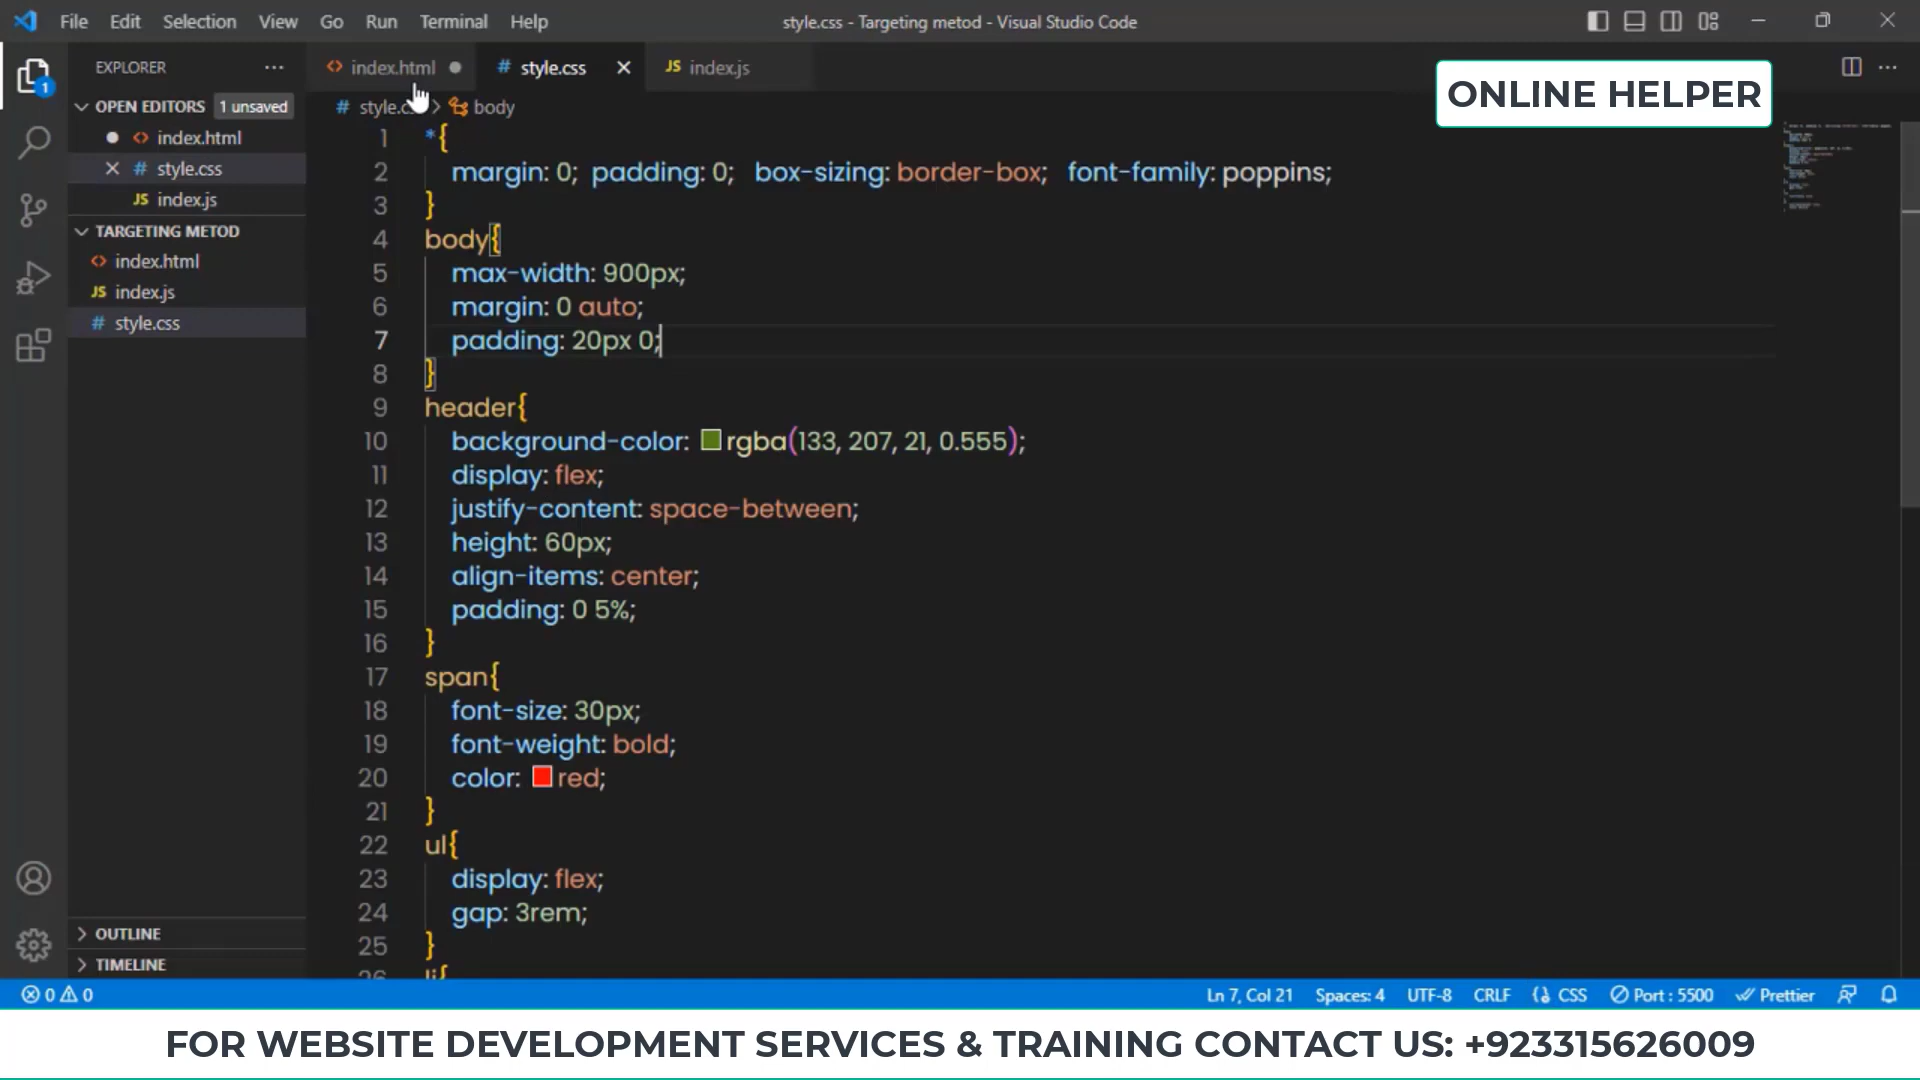 File Edit Selection View Go Run Terminal Help
style.css - Targeting metod - Visual Studio Code
EXPLORER
index.html
# style.css
JS index.js
ONLINE HELPER
OPEN EDITORS 1 unsaved
index.html
# style.css
JS index.js
TARGETING METOD
index.html
JS index.js
# style.css
OUTLINE
TIMELINE
# style.c > body
1 *{
2 margin: 0; padding: 0; box-sizing: border-box; font-family: poppins;
3 }
4 body{
5 max-width: 900px;
6 margin: 0 auto;
7 padding: 20px 0;
8 }
9 header{
10 background-color: rgba(133, 207, 21, 0.555);
11 display: flex;
12 justify-content: space-between;
13 height: 60px;
14 align-items: center;
15 padding: 0 5%;
16 }
17 span{
18 font-size: 30px;
19 font-weight: bold;
20 color: red;
21 }
22 ul{
23 display: flex;
24 gap: 3rem;
25 }
26 li{
0 0 Ln 7, Col 21 Spaces: 4 UTF-8 CRLF CSS Port : 5500 Prettier
FOR WEBSITE DEVELOPMENT SERVICES & TRAINING CONTACT US: +923315626009